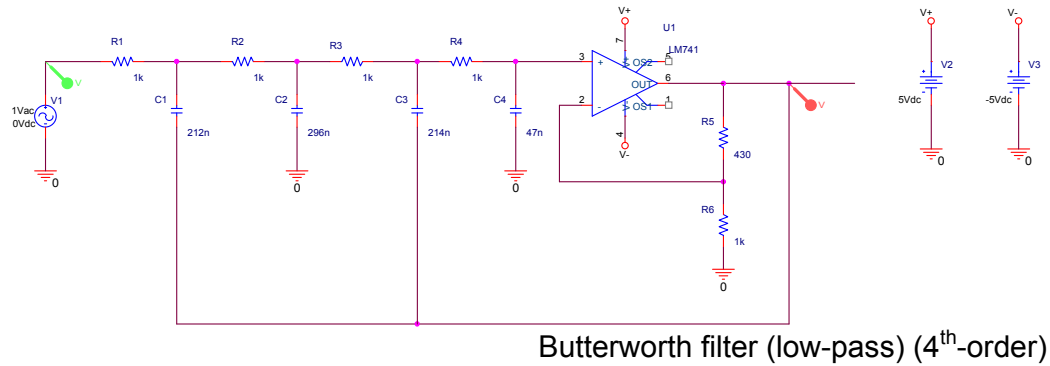 V+
V-
U1
R1
R2
R3
R4
7
5
LM741
3
+
OS2
V+
V2
V3
1k
1k
1k
1k
6
OUT
V
1Vac
V1
0Vdc
C1
C2
C3
C4
2
-
OS1
1
V
5Vdc
-5Vdc
212n
296n
214n
47n
4
V-
R5
430
0
0
0
0
0
R6
1k
0
Butterworth filter (low-pass) (4th-order)